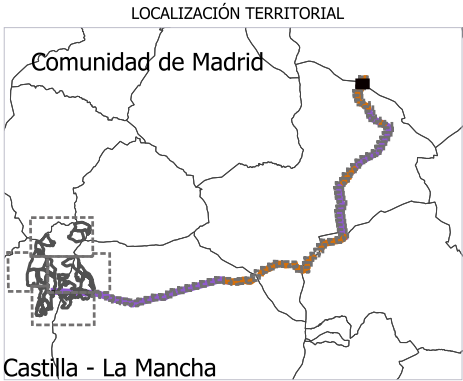 LOCALIZACIÓN TERRITORIAL
Comunidad de Madrid
Castilla - La Mancha